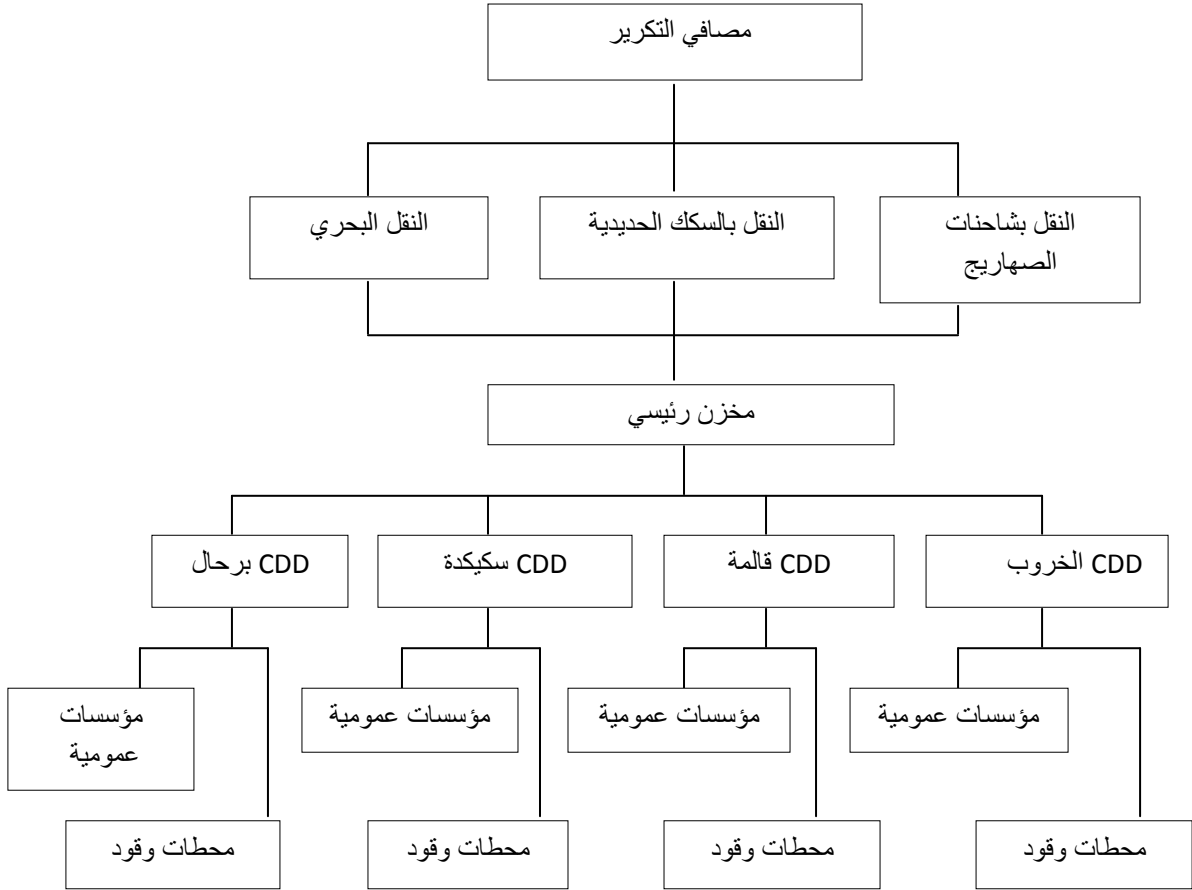 مصافي التكرير
النقل بشاحنات
الصهاريج
النقل بالسكك الحديدية
النقل البحري
مخزن رئيسي
CDD الخروب
CDD قالمة
CDD سكيكدة
CDD برحال
مؤسسات عمومية
مؤسسات عمومية
مؤسسات عمومية
مؤسسات
عمومية
محطات وقود
محطات وقود
محطات وقود
محطات وقود